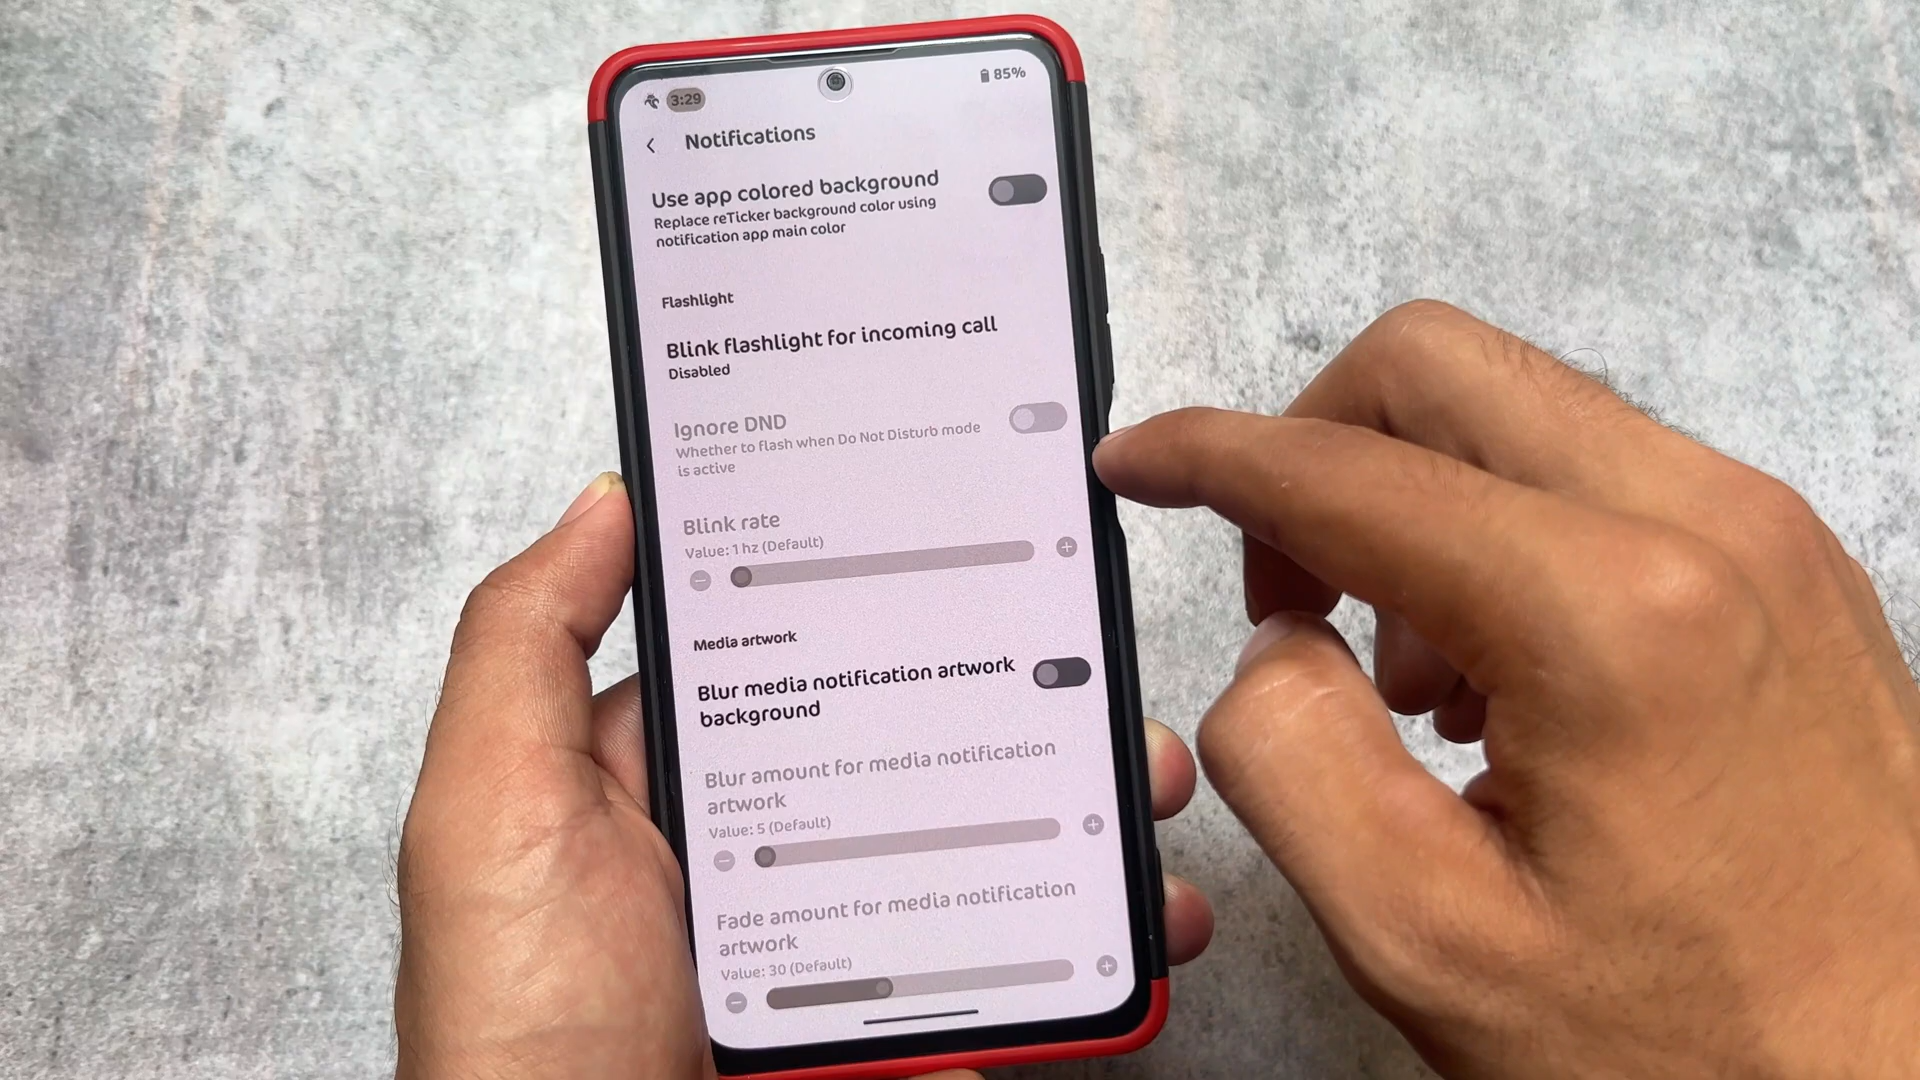 3:29
85%
Notifications
Use app colored background
Replace reTicker background color using
notification app main color
Flashlight
Blink flashlight for incoming call
Disabled
Ignore DND
Whether to flash when Do Not Disturb mode
is active
Blink rate
Value: 1 hz (Default)
Media artwork
Blur media notification artwork
background
Blur amount for media notification
artwork
Value: 5 (Default)
Fade amount for media notification
artwork
Value: 30 (Default)